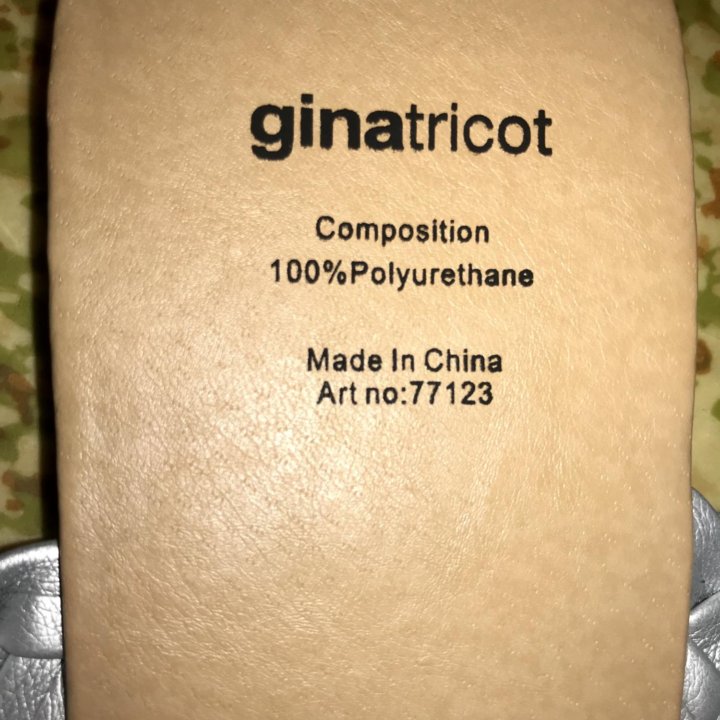 ginatricot
Composition
100%Polyurethane
Made In China
Art no:77123